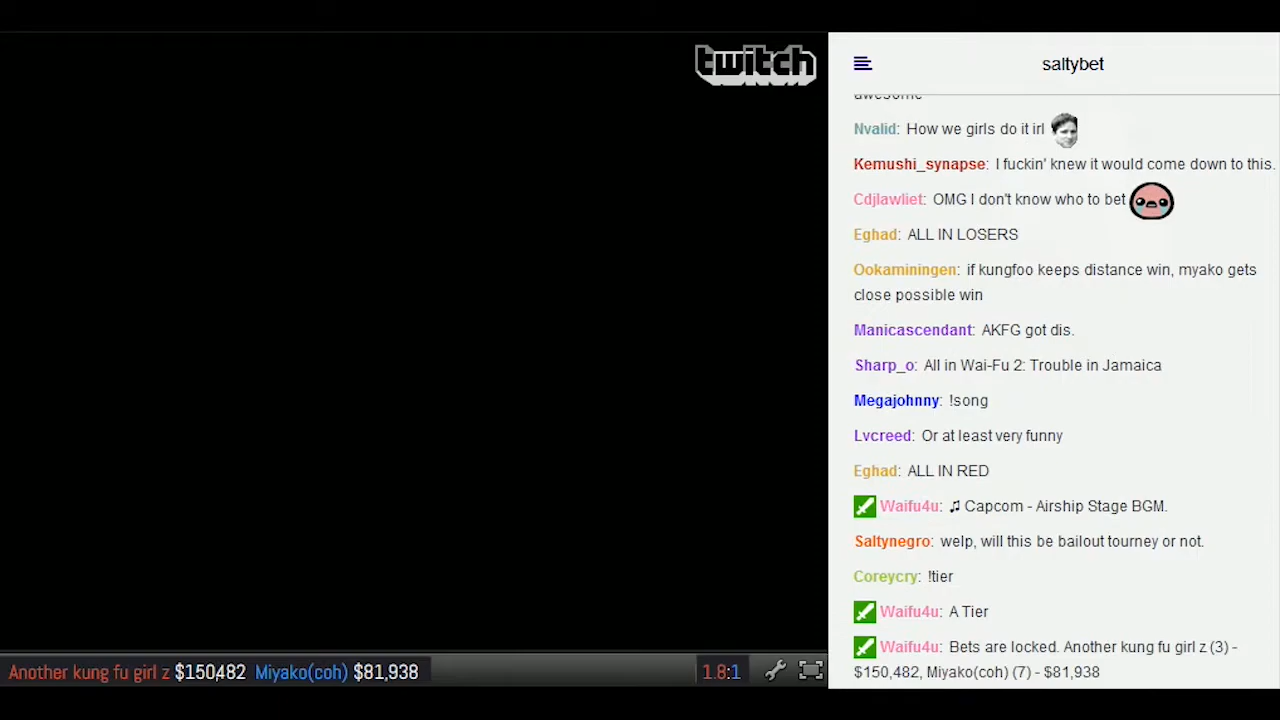 twitch
saltybet
awesome
Nvalid: How we girls do it irl
Kemushi_synapse: I fuckin' knew it would come down to this.
Cdjlawliet: OMG I don't know who to bet
Eghad: ALL IN LOSERS
Ookaminingen: if kungfoo keeps distance win, myako gets
close possible win
Manicascendant: AKFG got dis.
Sharp_o: All in Wai-Fu 2: Trouble in Jamaica
Megajohnny: !song
Lvcreed: Or at least very funny
Eghad: ALL IN RED
Waifu4u: ♫ Capcom - Airship Stage BGM.
Saltynegro: welp, will this be bailout tourney or not.
Coreycry: !tier
Waifu4u: A Tier
Waifu4u: Bets are locked. Another kung fu girl z (3) -
$150,482, Miyako(coh) (7) - $81,938
Another kung fu girl z $150,482 Miyako(coh) $81,938 1.8:1